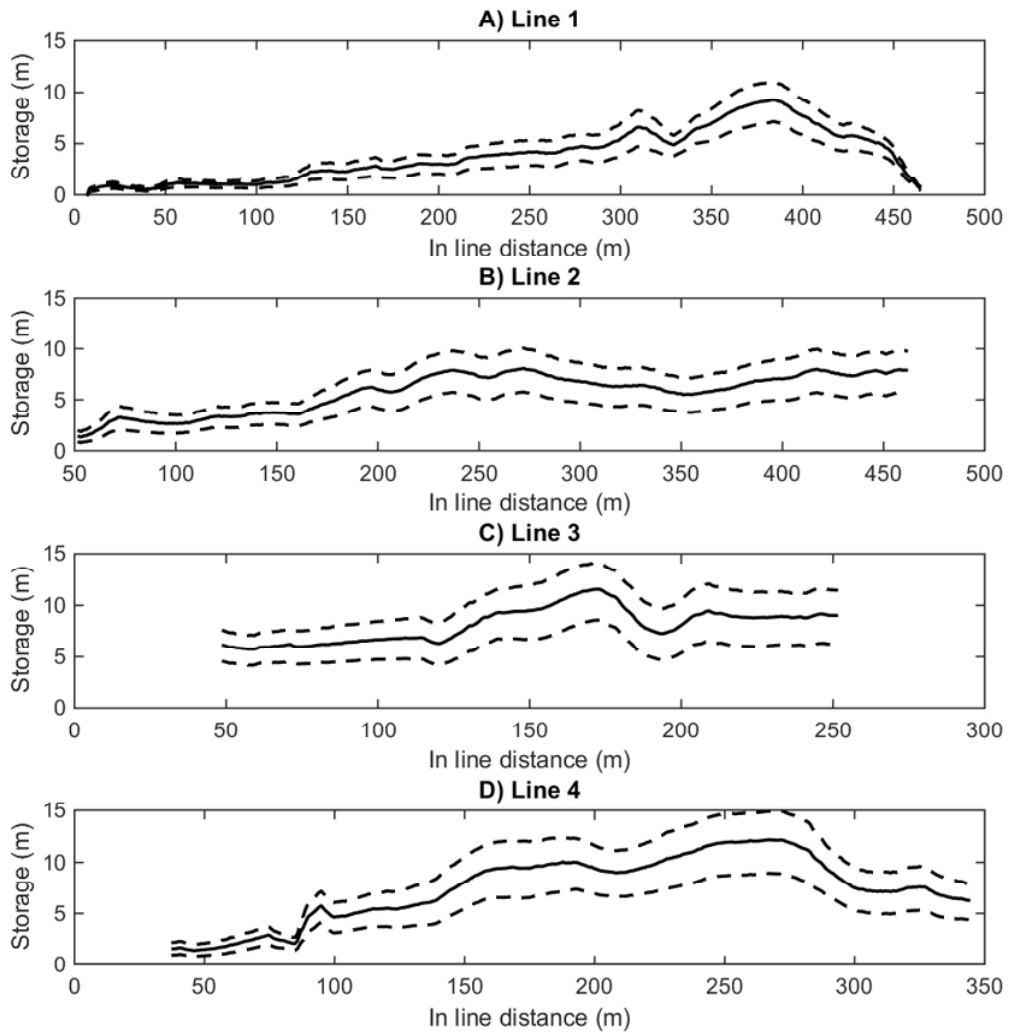 A) Line 1
15
10
5
0
Storage (m)
0 50 100 150 200 250 300 350 400 450 500
In line distance (m)
B) Line 2
15
10
5
0
Storage (m)
50 100 150 200 250 300 350 400 450 500
In line distance (m)
C) Line 3
15
10
5
0
Storage (m)
0 50 100 150 200 250 300
In line distance (m)
D) Line 4
15
10
5
0
Storage (m)
0 50 100 150 200 250 300 350
In line distance (m)